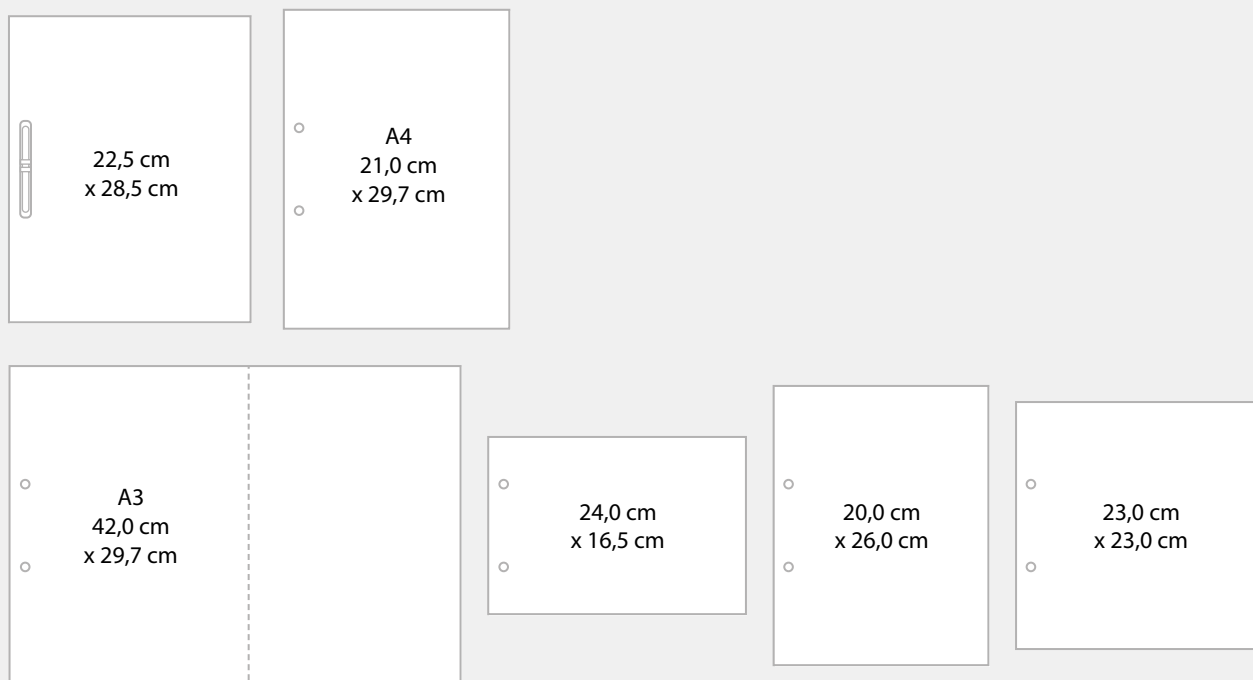 22,5 cm
x 28,5 cm
A4
21,0 cm
x 29,7 cm
A3
42,0 cm
x 29,7 cm
24,0 cm
x 16,5 cm
20,0 cm
x 26,0 cm
23,0 cm
x 23,0 cm